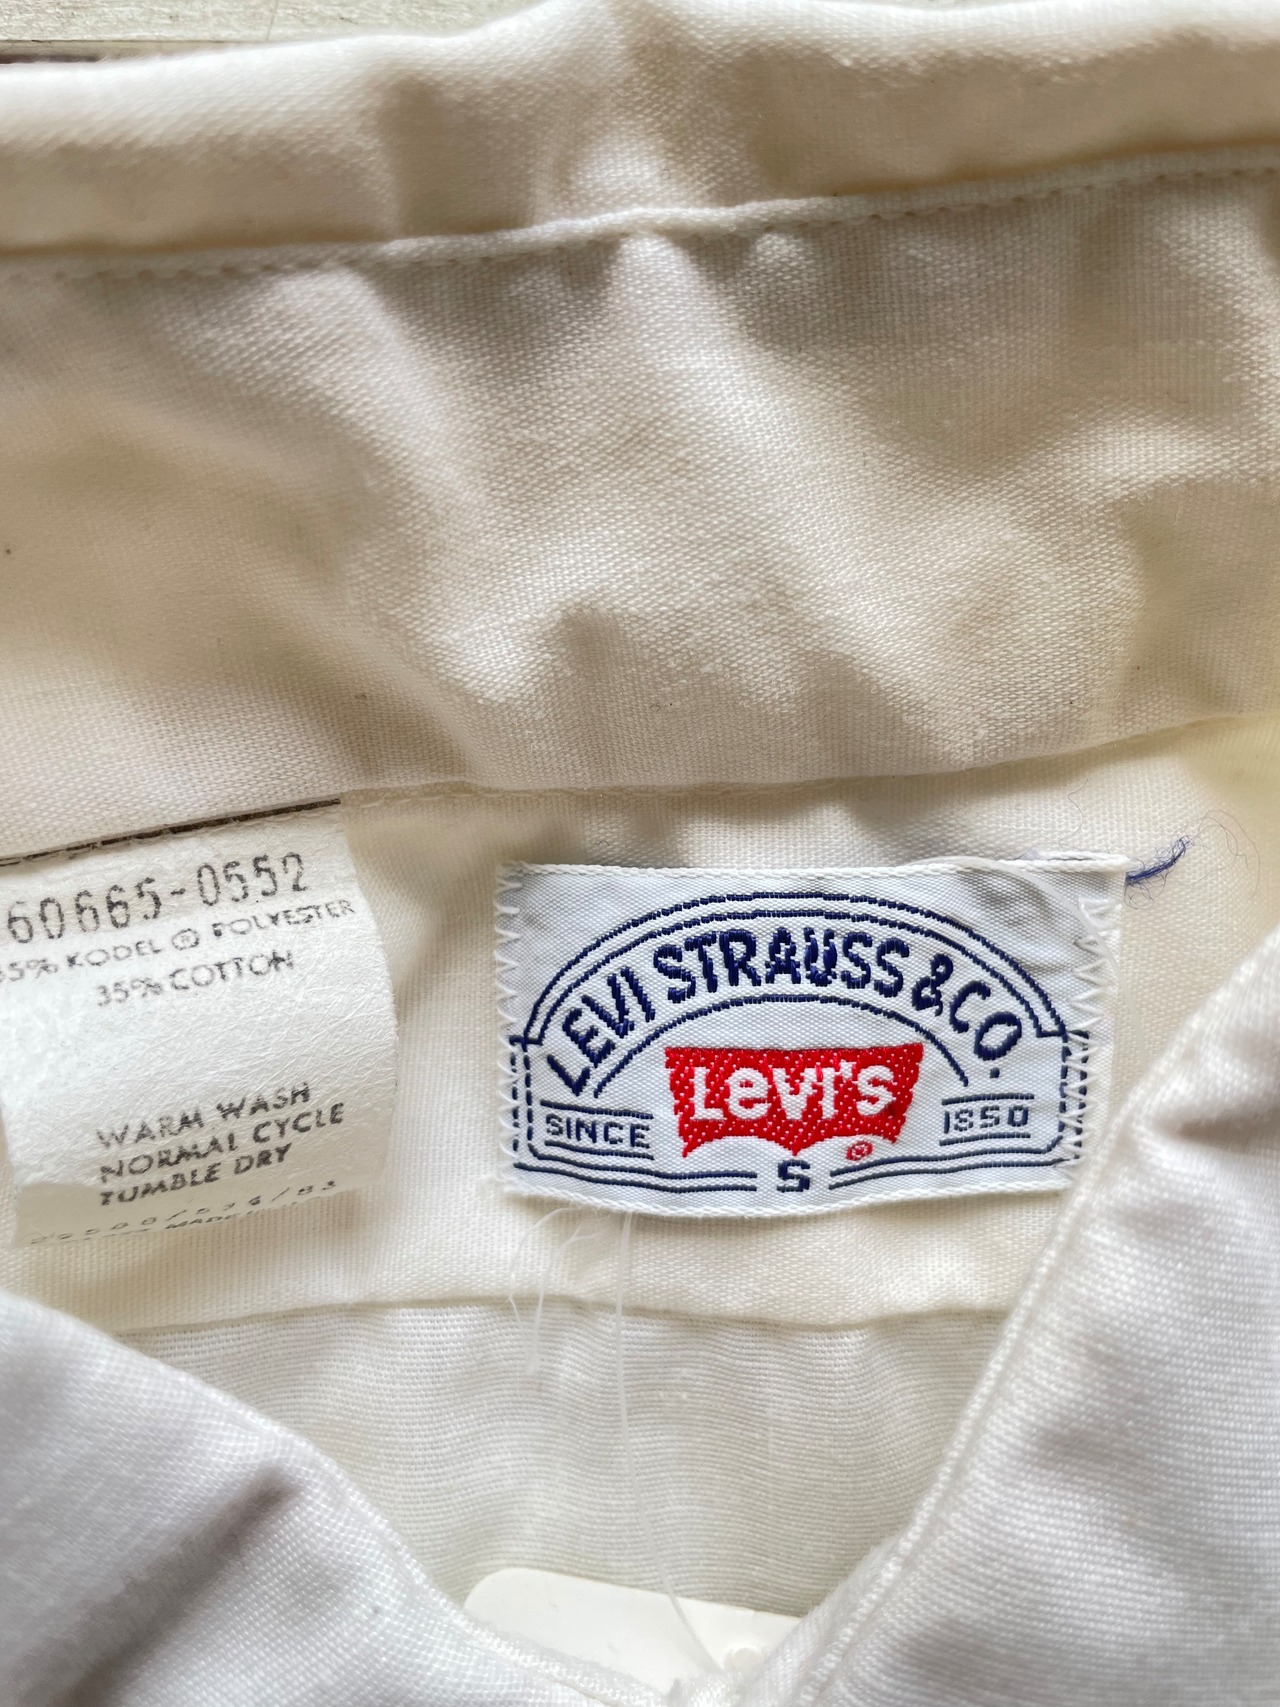 60665-0552
35% KODEL ® POLYESTER
35% COTTON
WARM WASH
NORMAL CYCLE
TUMBLE DRY
MADE
LEVI STRAUSS & CO.
Levi's ®
SINCE 1850
S